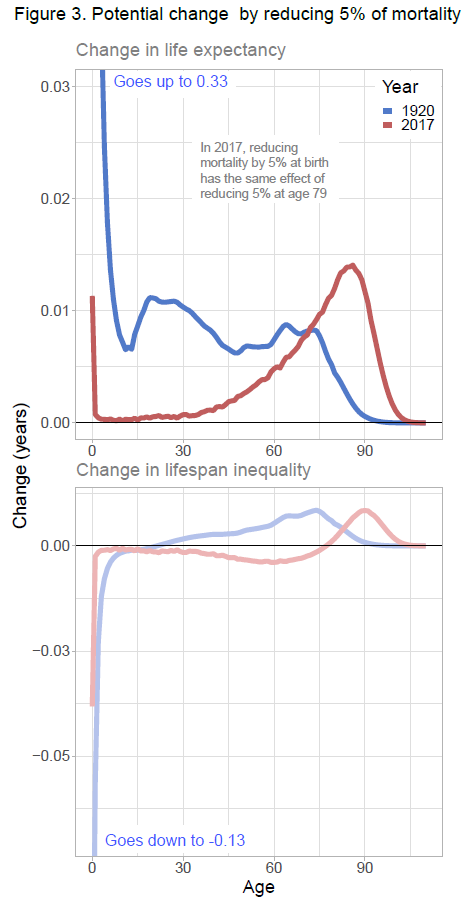 Figure 3. Potential change  by reducing 5% of mortality
Change in life expectancy
Goes up to 0.33
Year
1920
2017
In 2017, reducing
mortality by 5% at birth
has the same effect of
reducing 5% at age 79
0.03
0.02
0.01
0.00
0
30
60
90
Change (years)
Change in lifespan inequality
0.00
−0.03
−0.05
Goes down to -0.13
0
30
60
90
Age